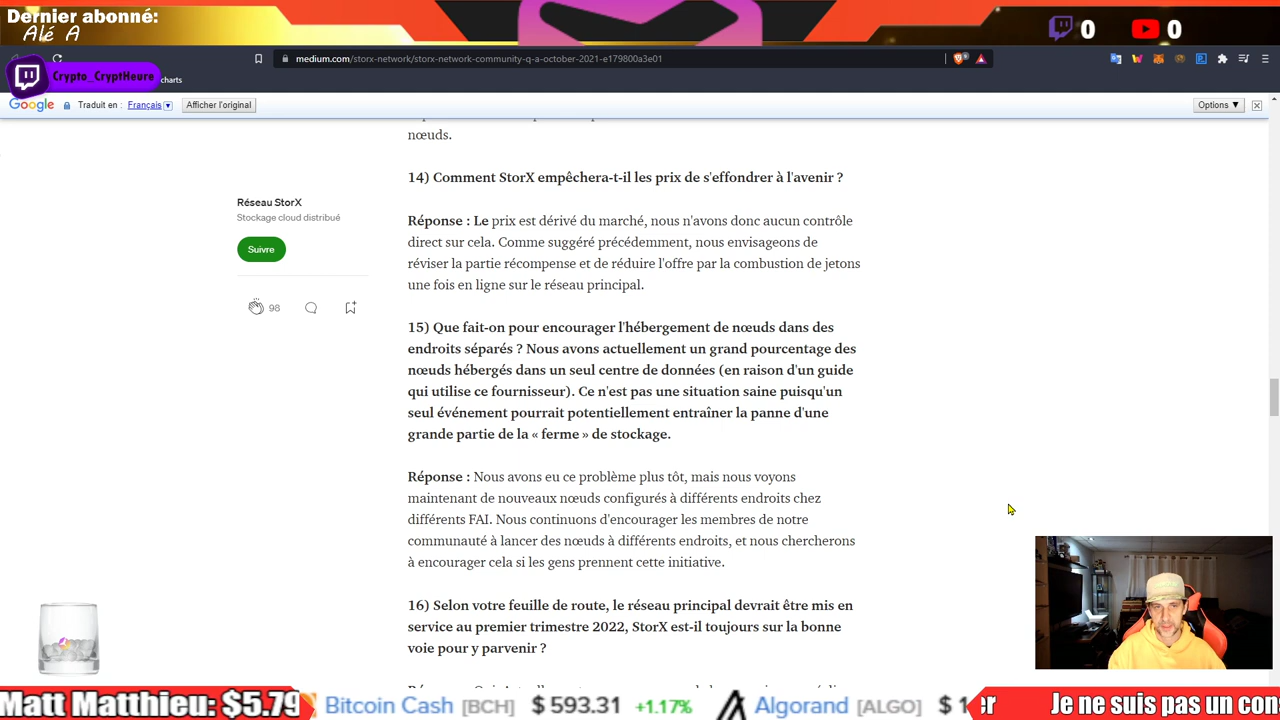 Dernier abonné:
Alé A
0
0
medium.com/storx-network/storx-network-community-q-a-october-2021-e179800a3e01
Crypto_CryptHeure
charts
Google
Traduit en : Français
Afficher l'original
Options ▼
nœuds.
14) Comment StorX empêchera-t-il les prix de s'effondrer à l'avenir ?
Réseau StorX
Stockage cloud distribué
Suivre
98
Réponse : Le prix est dérivé du marché, nous n'avons donc aucun contrôle
direct sur cela. Comme suggéré précédemment, nous envisageons de
réviser la partie récompense et de réduire l'offre par la combustion de jetons
une fois en ligne sur le réseau principal.
15) Que fait-on pour encourager l'hébergement de nœuds dans des
endroits séparés ? Nous avons actuellement un grand pourcentage des
nœuds hébergés dans un seul centre de données (en raison d'un guide
qui utilise ce fournisseur). Ce n'est pas une situation saine puisqu'un
seul événement pourrait potentiellement entraîner la panne d'une
grande partie de la « ferme » de stockage.
Réponse : Nous avons eu ce problème plus tôt, mais nous voyons
maintenant de nouveaux nœuds configurés à différents endroits chez
différents FAI. Nous continuons d'encourager les membres de notre
communauté à lancer des nœuds à différents endroits, et nous chercherons
à encourager cela si les gens prennent cette initiative.
16) Selon votre feuille de route, le réseau principal devrait être mis en
service au premier trimestre 2022, StorX est-il toujours sur la bonne
voie pour y parvenir ?
Matt Matthieu: $5.79
Bitcoin Cash [BCH] $ 593.31 +1.17%
Algorand [ALGO] $ 1
er
Je ne suis pas un con